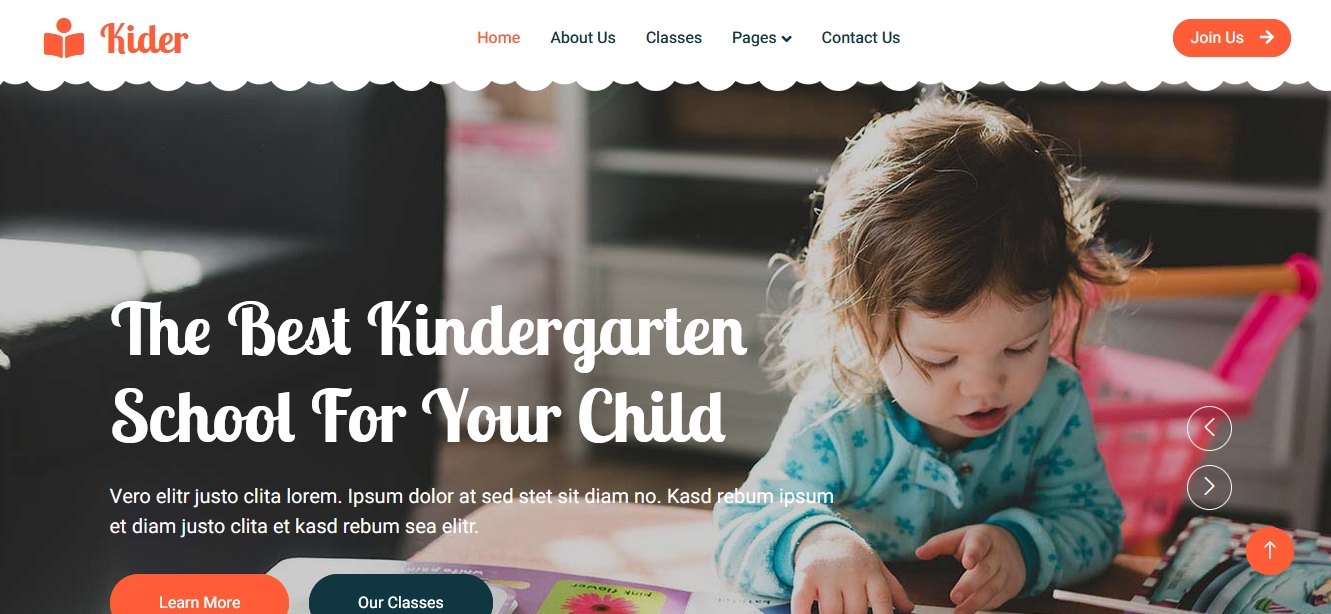 Kider
Home About Us Classes Pages Contact Us
Join Us
The Best Kindergarten
School For Your Child
Vero elitr justo clita lorem. Ipsum dolor at sed stet sit diam no. Kasd rebum ipsum
et diam justo clita et kasd rebum sea elitr.
pink flower
Learn More Our Classes